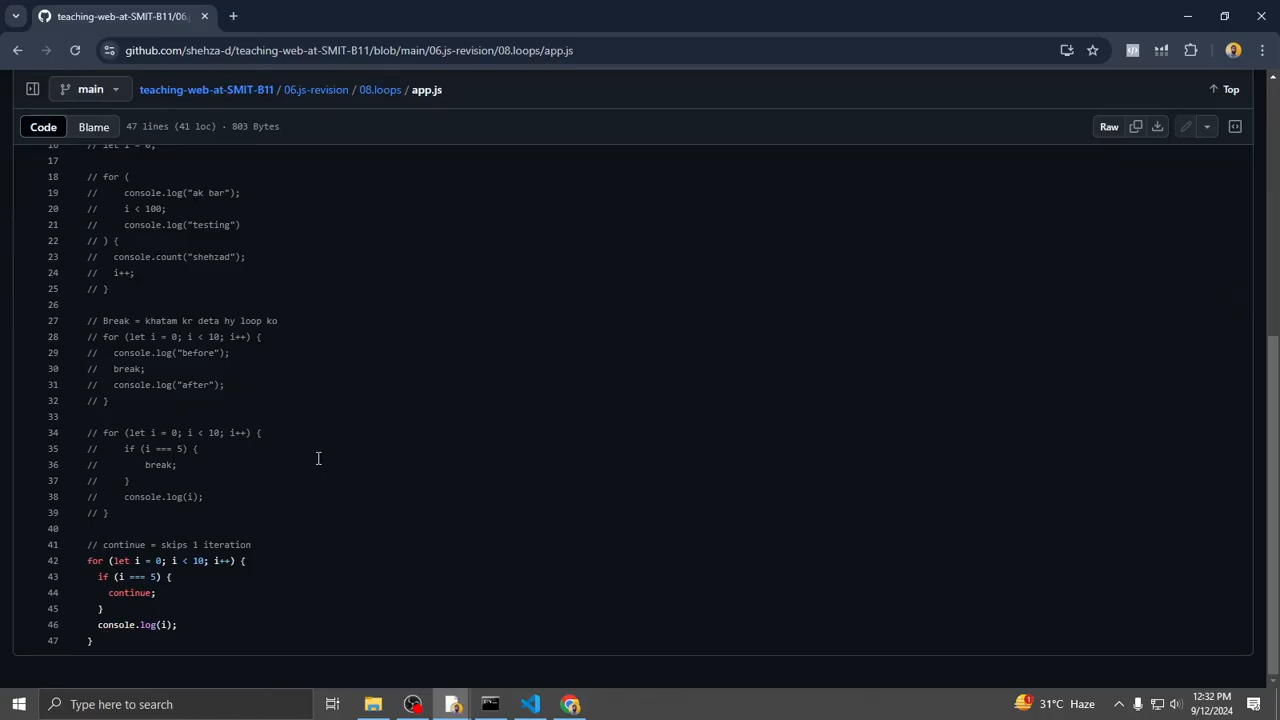 teaching-web-at-SMIT-B11/06.
github.com/shehza-d/teaching-web-at-SMIT-B11/blob/main/06.js-revision/08.loops/app.js
main
teaching-web-at-SMIT-B11 / 06.js-revision / 08.loops / app.js
Top
Code Blame 47 lines (41 loc) · 803 Bytes
Raw
16 // let i = 0;
17
18 // for (
19 //     console.log("ak bar");
20 //     i < 100;
21 //     console.log("testing")
22 // ) {
23 //   console.count("shehzad");
24 //   i++;
25 // }
26
27 // Break = khatam kr deta hy loop ko
28 // for (let i = 0; i < 10; i++) {
29 //   console.log("before");
30 //   break;
31 //   console.log("after");
32 // }
33
34 // for (let i = 0; i < 10; i++) {
35 //     if (i === 5) {
36 //         break;
37 //     }
38 //     console.log(i);
39 // }
40
41 // continue = skips 1 iteration
42 for (let i = 0; i < 10; i++) {
43   if (i === 5) {
44     continue;
45   }
46   console.log(i);
47 }
Type here to search
31°C Haze
12:32 PM
9/12/2024